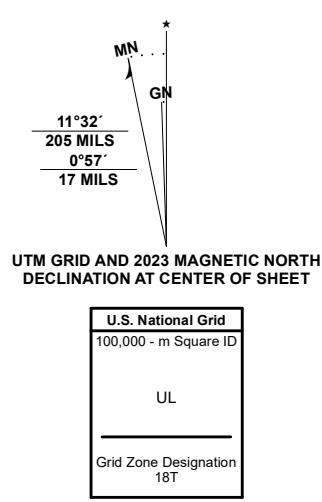 ★
MN
GN
11°32´
205 MILS
0°57´
17 MILS
UTM GRID AND 2023 MAGNETIC NORTH
DECLINATION AT CENTER OF SHEET
U.S. National Grid
100,000 - m Square ID
UL
Grid Zone Designation
18T